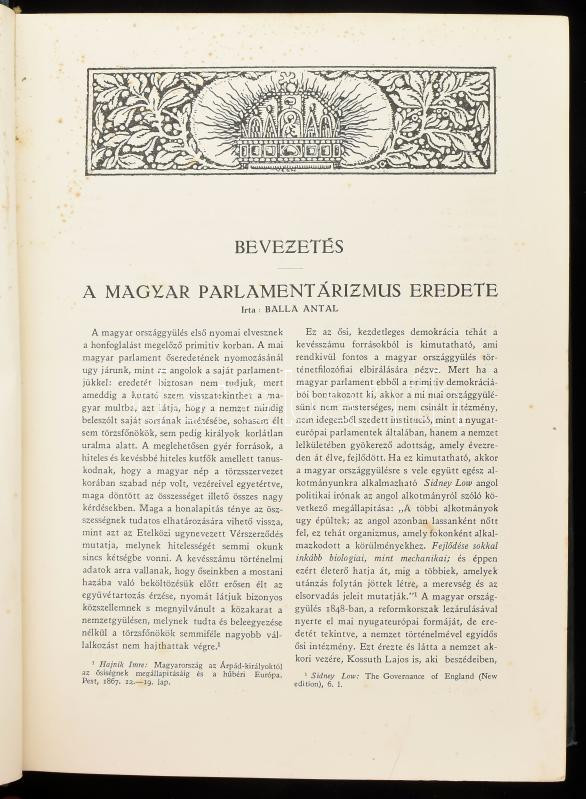 BEVEZETÉS
A MAGYAR PARLAMENTÁRIZMUS EREDETE
Irta : BALLA ANTAL
A magyar országgyülés első nyomai elvesznek
a honfoglalást megelőző primitiv korban. A mai
magyar parlament őseredetének nyomozásánál
ugy járunk, mint az angolok a saját parlament-
jükkel: eredetét biztosan nem tudjuk, mert
ameddig a kutató szem visszatekinthet a ma-
gyar multba, azt látja, hogy a nemzet mindig
beleszólt saját sorsának intézésébe, sohasem élt
sem törzsfőnökök, sem pedig királyok korlátlan
uralma alatt. A meglehetősen gyér források, a
hiteles és kevésbbé hiteles kutfők amellett tanus-
kodnak, hogy a magyar nép a törzsszervezet
korában szabad nép volt, vezéreivel egyetértve,
maga döntött az összességet illető összes nagy
kérdésekben. Maga a honalapitás ténye az ösz-
szességnek tudatos elhatározására vihető vissza,
mint azt az Etelközi ugynevezett Vérszerződés
mutatja, melynek hitelességét semmi okunk
sincs kétségbe vonni. A kevésszámu történelmi
adatok arra vallanak, hogy őseinkben a mostani
hazába való beköltözésük előtt erősen élt az
együvétartozás érzése, nyomát látjuk bizonyos
közszellemnek s megnyilvánult a közakarat a
nemzetgyülésen, melynek tudta és beleegyezése
nélkül a törzsfőnökök semmiféle nagyobb vál-
lalkozást nem hajthattak végre.¹
¹ Hajnik Imre: Magyarország az Árpád-királyoktól
az ősiségnek megállapitásáig és a hübéri Európa.
Pest, 1867. 12.—19. lap.
Ez az ősi, kezdetleges demokrácia tehát a
kevésszámu forrásokból is kimutatható, ami
rendkivül fontos a magyar országgyülés tör-
ténetfilozófiai elbirálására nézve. Mert ha a
magyar parlament ebből a primitiv demokráciá-
ból bontakozott ki, akkor a mi mai országgyülé-
sünk nem mesterséges, nem csinált intézmény,
nem idegenből szedett institució, mint a nyugat-
európai parlamentek általában, hanem a nemzet
lelkületében gyökerező adottság, amely évezre-
den át élve, fejlődött. Ha ez kimutatható, akkor
a magyar országgyülésre s vele együtt egész al-
kotmányunkra alkalmazható Sidney Low angol
politikai irónak az angol alkotmányról szóló kö-
vetkező megállapitása: „A többi alkotmányok
ugy épültek; az angol azonban lassanként nőtt
fel, ez tehát organizmus, amely fokonként alkal-
mazkodott a körülményekhez. Fejlődése sokkal
inkább biologiai, mint mechanikai; és éppen
ezért életerő hatja át, mig a többiek, amelyek
utánzás folytán jöttek létre, a merevség és az
elsorvadás jeleit mutatják.”¹ A magyar ország-
gyülés 1848-ban, a reformkorszak lezárulásával
nyerte el mai nyugateurópai formáját, de ere-
detét tekintve, a nemzet történelmével egyidős
ősi intézmény. Ezt érezte és látta a nemzet ak-
kori vezére, Kossuth Lajos is, aki beszédeiben,
¹ Sidney Low: The Governance of England (New
edition), 6. l.